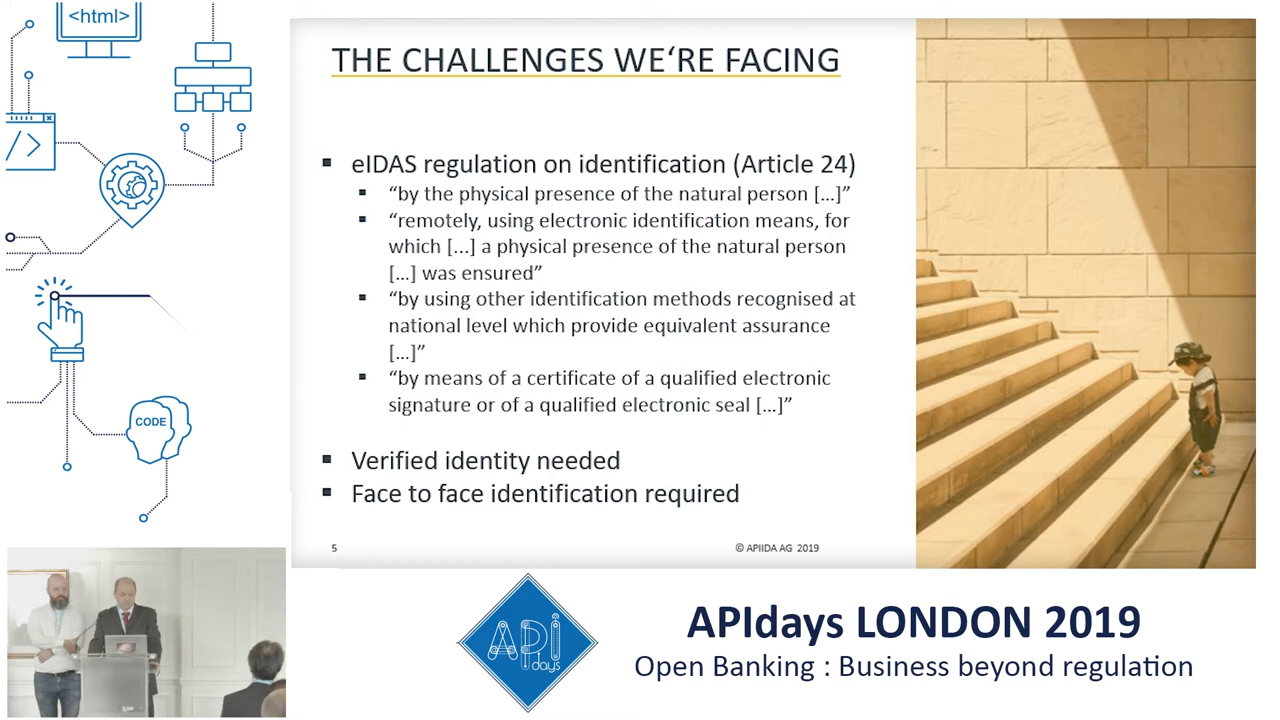 <html>
THE CHALLENGES WE‘RE FACING
▪ eIDAS regulation on identification (Article 24)
▪ “by the physical presence of the natural person […]”
▪ “remotely, using electronic identification means, for
which […] a physical presence of the natural person
[…] was ensured”
▪ “by using other identification methods recognised at
national level which provide equivalent assurance
[…]”
▪ “by means of a certificate of a qualified electronic
signature or of a qualified electronic seal […]”
▪ Verified identity needed
▪ Face to face identification required
5
© APIIDA AG 2019
/>
CODE
APi
days
APIdays LONDON 2019
Open Banking : Business beyond regulation